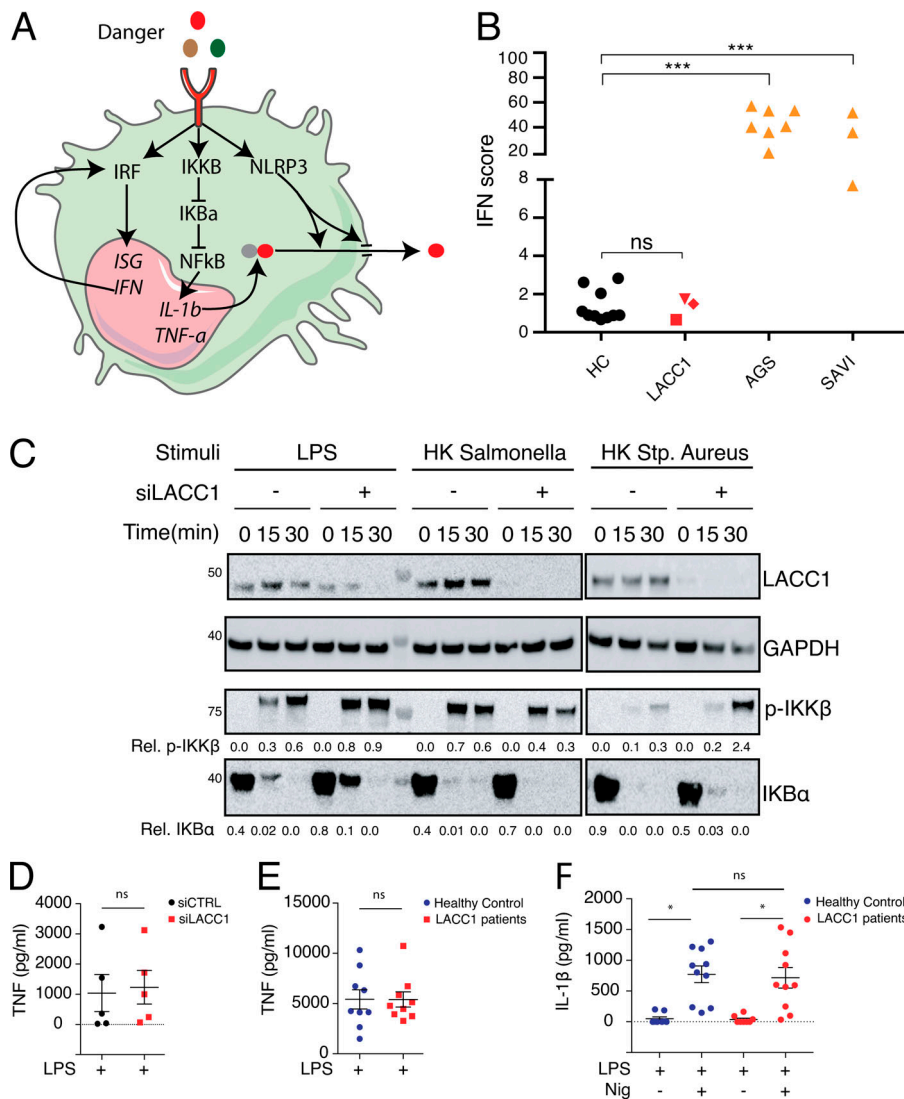 A
Danger
IRF
IKKB
NLRP3
IKBa
NFkB
ISG
IFN
IL-1b
TNF-a
B
IFN score
100
80
60
40
20
8
6
4
2
0
***
***
ns
HC
LACC1
AGS
SAVI
C
Stimuli LPS HK Salmonella HK Stp. Aureus
siLACC1 - + - + - +
Time(min) 0 15 30 0 15 30 0 15 30 0 15 30 0 15 30 0 15 30
50 LACC1
40 GAPDH
75 p-IKKβ
Rel. p-IKKβ 0.0 0.3 0.6 0.0 0.8 0.9 0.0 0.7 0.6 0.0 0.4 0.3 0.0 0.1 0.3 0.0 0.2 2.4
40 IKBα
Rel. IKBα 0.4 0.02 0.0 0.8 0.1 0.0 0.4 0.01 0.0 0.7 0.0 0.0 0.9 0.0 0.0 0.5 0.03 0.0
D
TNF (pg/ml)
4000
3000
2000
1000
0
ns
siCTRL
siLACC1
LPS + +
E
TNF (pg/ml)
15000
10000
5000
0
ns
Healthy Control
LACC1 patients
LPS + +
F
IL-1β (pg/ml)
2000
1500
1000
500
0
ns
* *
Healthy Control
LACC1 patients
LPS + + + +
Nig - + - +